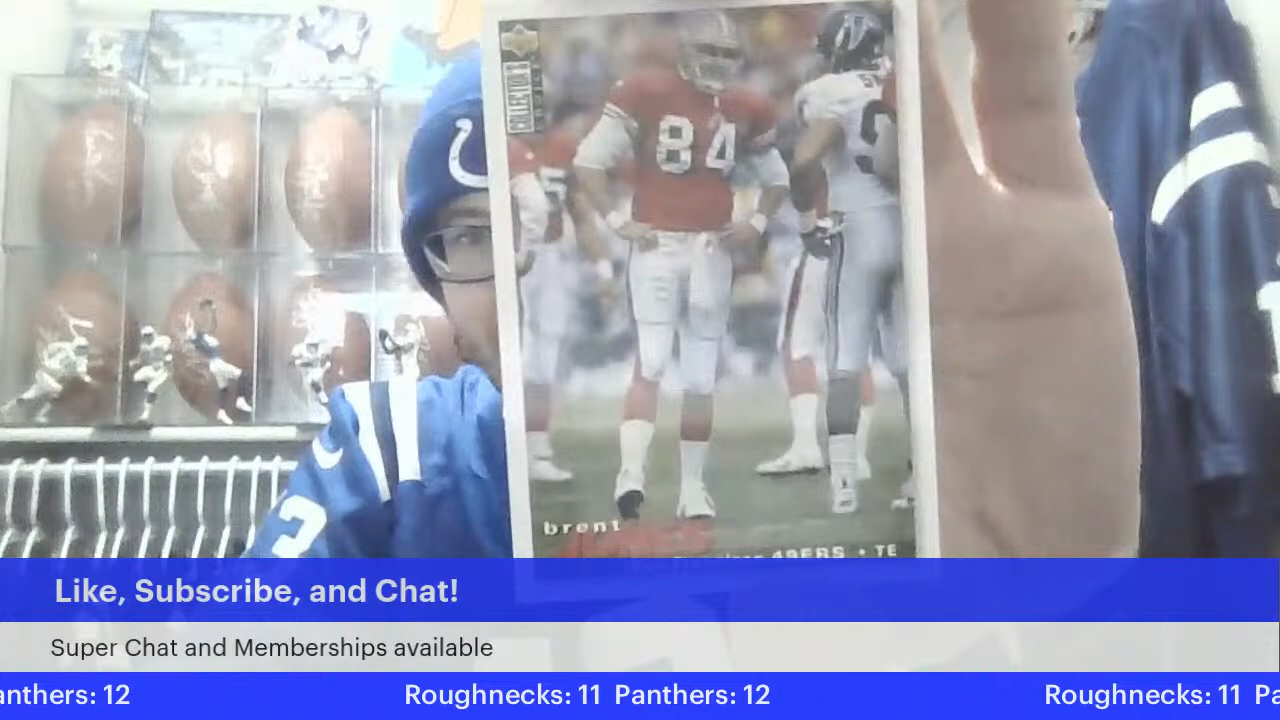 COLLECTOR'S
84
brent
49ERS • TE
Like, Subscribe, and Chat!
Super Chat and Memberships available
anthers: 12 Roughnecks: 11 Panthers: 12 Roughnecks: 11 Pa